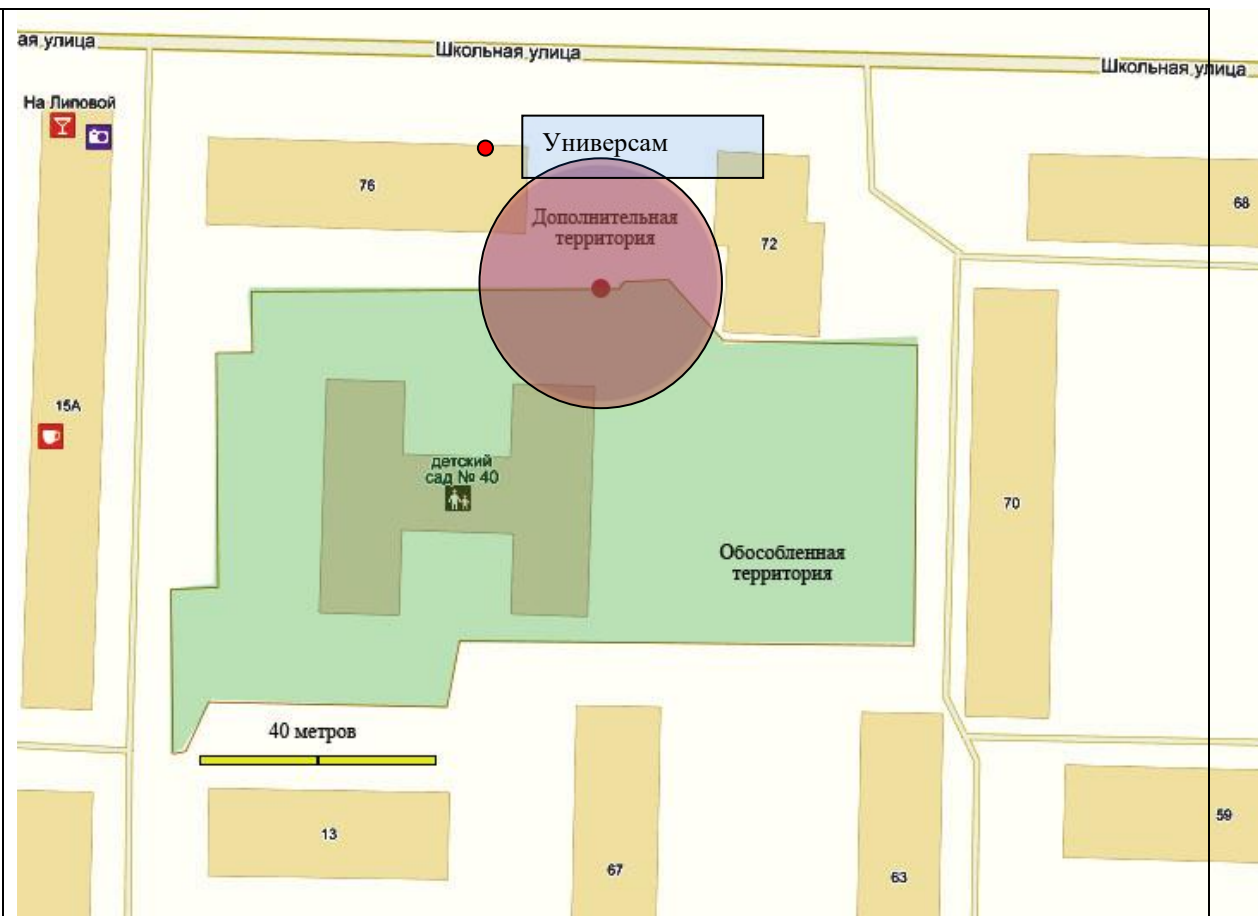 ая улица
Школьная улица
Школьная улица
На Липовой
Универсам
76
68
Дополнительная
территория
72
15А
детский
сад № 40
70
Обособленная
территория
40 метров
13
59
67
63